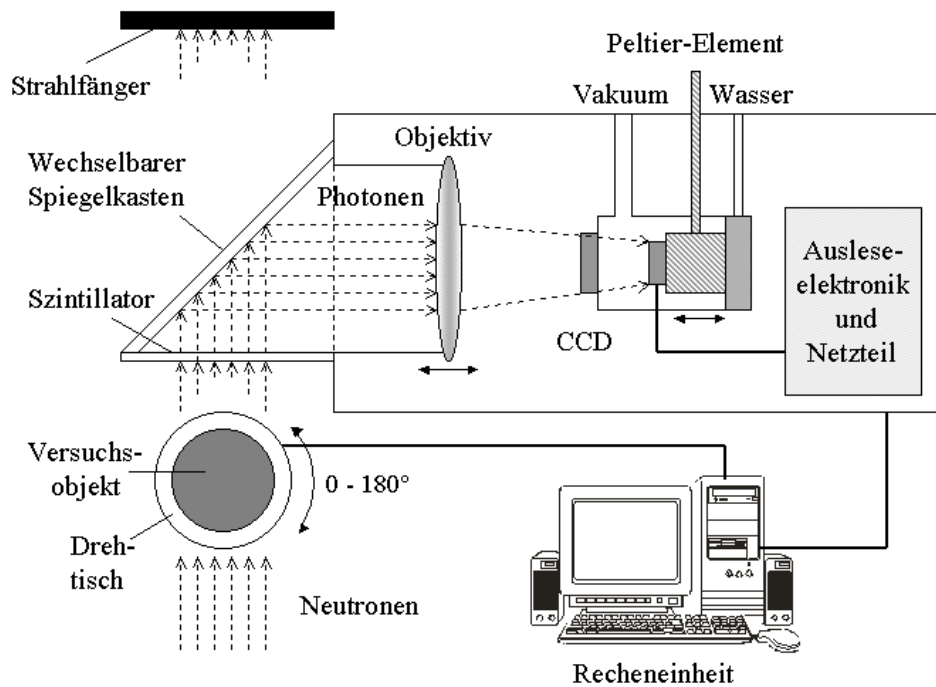 Peltier-Element
Strahlfänger
Vakuum
Wasser
Objektiv
Wechselbarer
Spiegelkasten
Photonen
Auslese-
elektronik
und
Netzteil
Szintillator
CCD
Versuchs-
objekt
0 - 180°
Dreh-
tisch
Neutronen
Recheneinheit